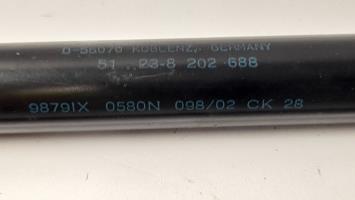 D-56070 KOBLENZ, GERMANY
51 23-8 202 688
98791X 0580N 098/02 CK 28